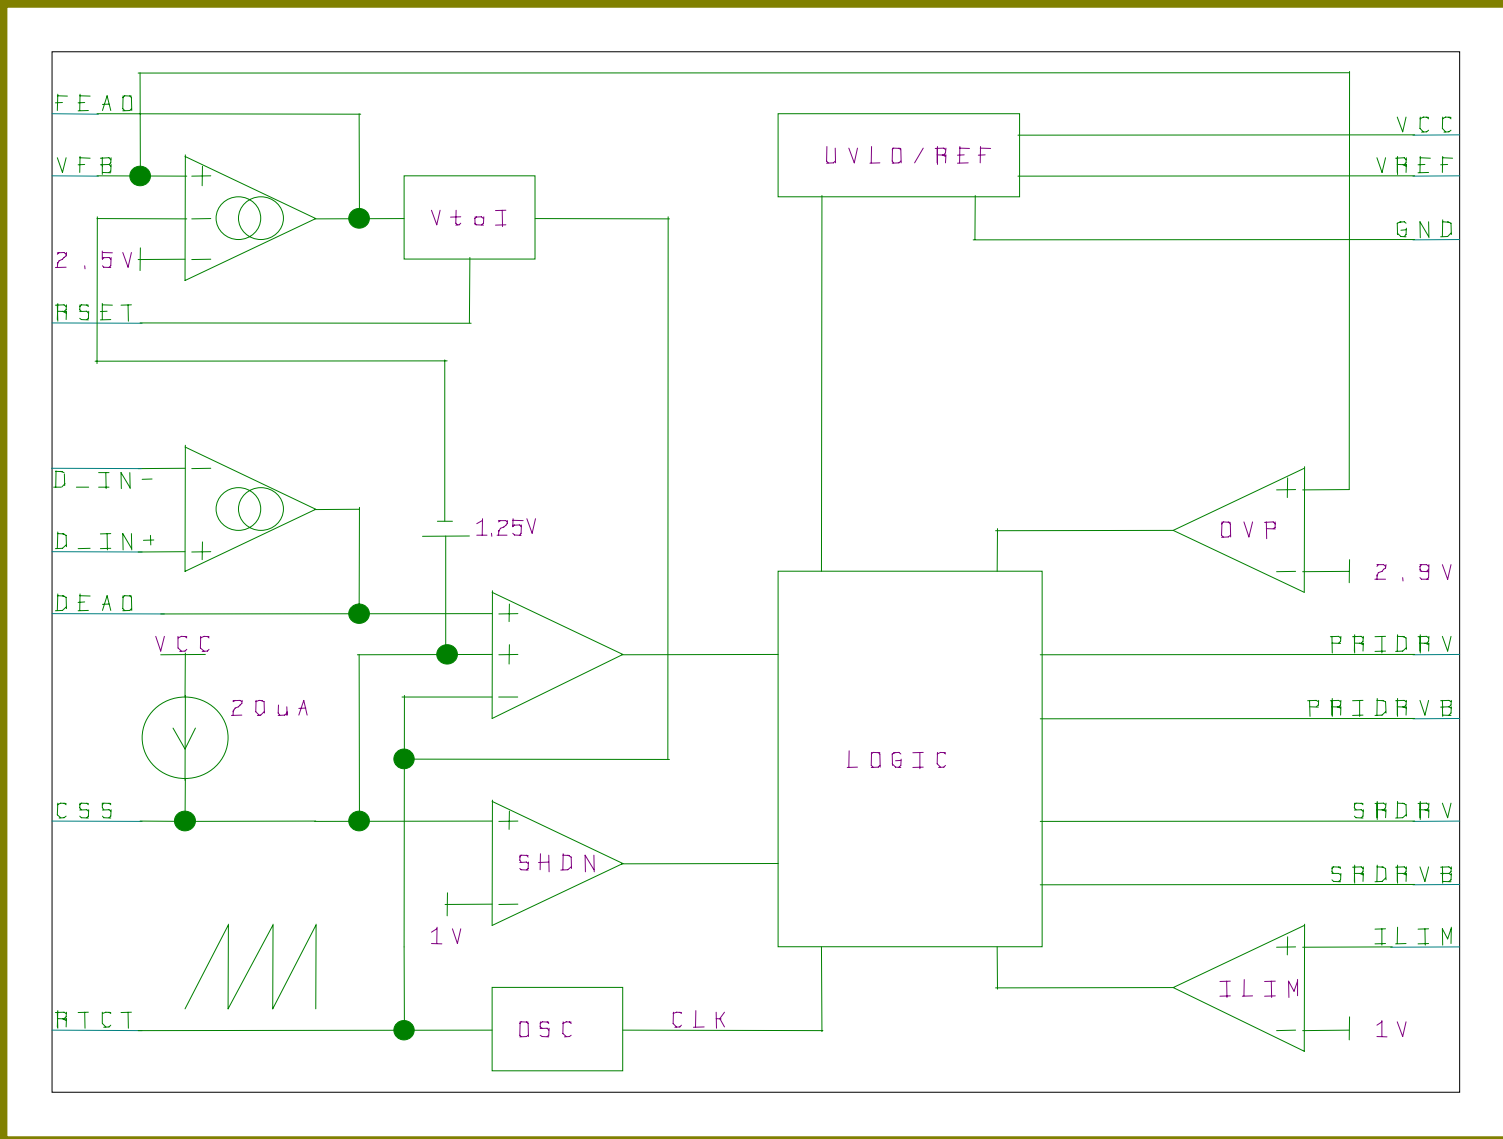 FEAO
VCC
UVLO/REF
VFB
VREF
+
VtoI
-
GND
2.5V
-
RSET
-
D_IN-
+
1.25V
OVP
D_IN+
+
-
2.9V
DEAO
+
VCC
+
PRIDRV
20uA
-
PRIDRVB
LOGIC
CSS
+
SRDRV
SHDN
SRDRVB
-
1V
+
ILIM
ILIM
RTCT
OSC
CLK
-
1V